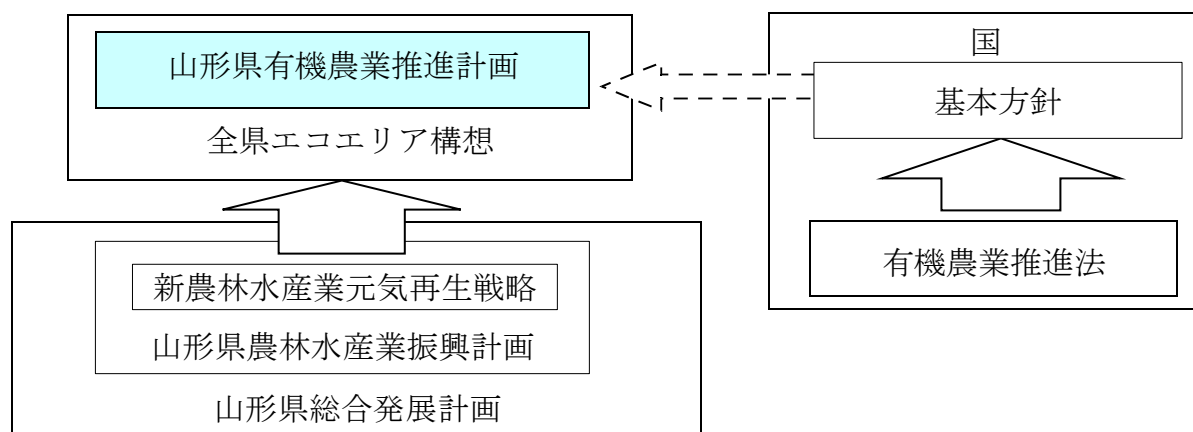 山形県有機農業推進計画
全県エコエリア構想
国
基本方針
有機農業推進法
新農林水産業元気再生戦略
山形県農林水産業振興計画
山形県総合発展計画